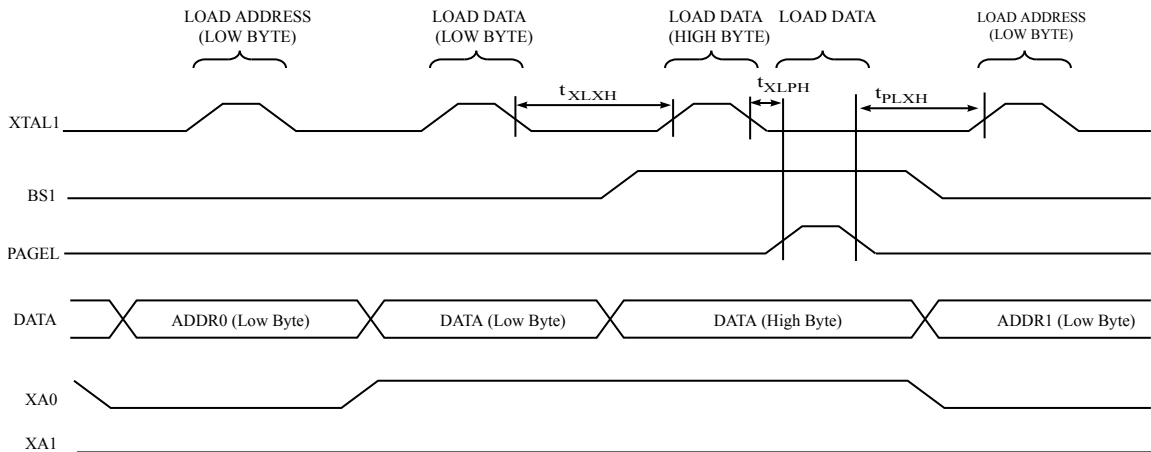 LOAD ADDRESS
(LOW BYTE)
LOAD DATA
(LOW BYTE)
LOAD DATA
(HIGH BYTE)
LOAD DATA
LOAD ADDRESS
(LOW BYTE)
tXLXH
tXLPH
tPLXH
XTAL1
BS1
PAGEL
DATA
ADDR0 (Low Byte)
DATA (Low Byte)
DATA (High Byte)
ADDR1 (Low Byte)
XA0
XA1